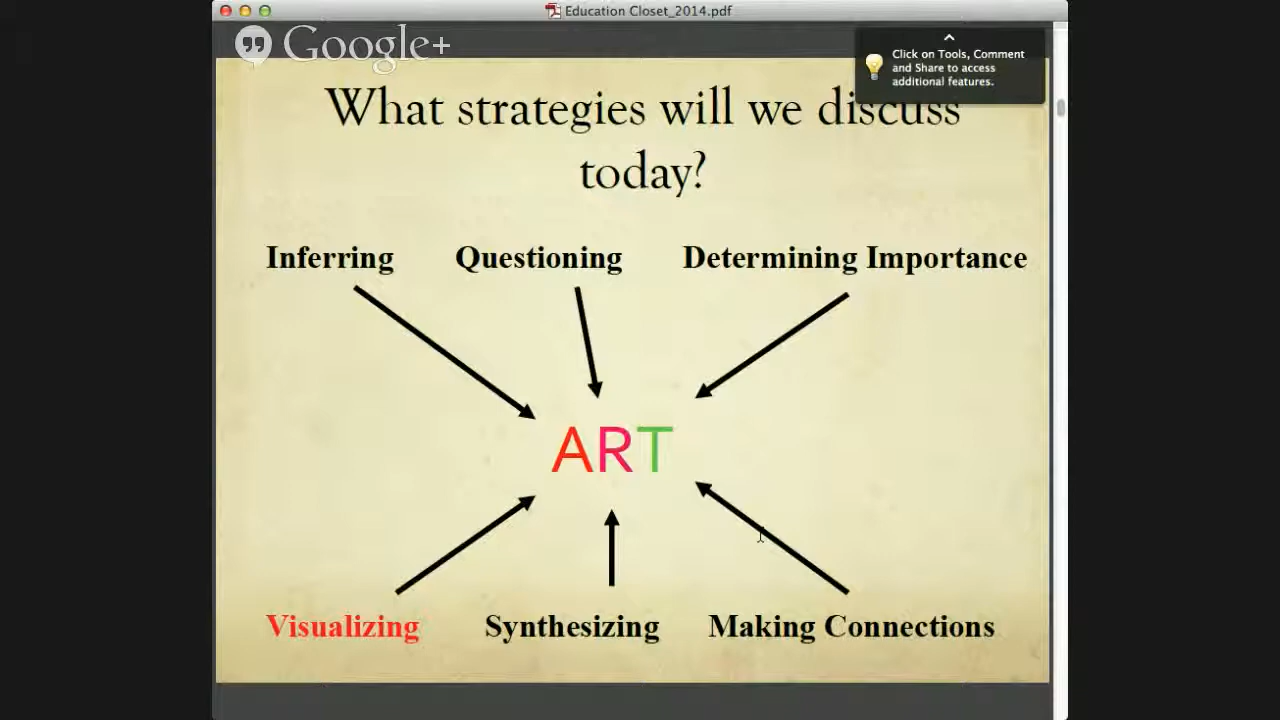 Education Closet_2014.pdf
Google+
Click on Tools, Comment
and Share to access
additional features.
What strategies will we discuss
today?
Inferring Questioning Determining Importance
ART
Visualizing Synthesizing Making Connections